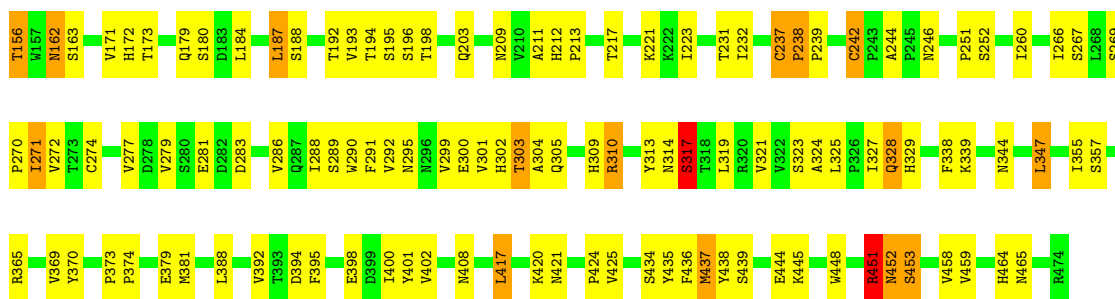 T156 W157 N162 S163 V171 H172 T173 Q179 S180 D183 L184 L187 S188 T192 V193 T194 S195 S196 T198 Q203 N209 V210 A211 H212 P213 T217 K221 K222 I223 T231 I232 C237 P238 P239 C242 P243 A244 P245 N246 P251 S252 I260 I266 S267 L268 S269
P270 I271 V272 T273 C274 V277 D278 V279 S280 E281 D282 D283 V286 Q287 I288 S289 W290 F291 V292 N295 N296 V299 E300 V301 H302 T303 A304 Q305 H309 R310 Y313 N314 S317 T318 L319 R320 V321 V322 S323 A324 L325 P326 I327 Q328 H329 F338 K339 N344 L347 I355 S357
R365 V369 Y370 P373 P374 E379 M381 L388 V392 T393 D394 F395 E398 D399 I400 Y401 V402 N408 L417 K420 N421 P424 V425 S434 Y435 F436 M437 Y438 S439 E444 K445 W448 R451 N452 S453 V458 V459 H464 N465 R474